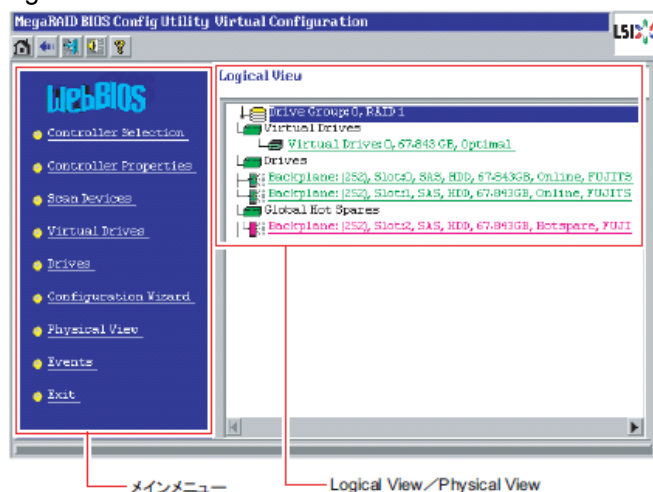 MegaRAID BIOS Config Utility Virtual Configuration
LSI
WebBIOS
Controller Selection
Controller Properties
Scan Devices
Virtual Drives
Drives
Configuration Wizard
Physical View
Events
Exit
Logical View
Drive Group: 0, RAID 1
Virtual Drives
Virtual Drive: 0, 67.843 GB, Optimal
Drives
Backplane: (252), Slot:0, SAS, HDD, 67.843GB, Online, FUJITS
Backplane: (252), Slot:1, SAS, HDD, 67.843GB, Online, FUJITS
Global Hot Spares
Backplane: (252), Slot:2, SAS, HDD, 67.843GB, Hotspare, FUJI
メインメニュー
Logical View／Physical View